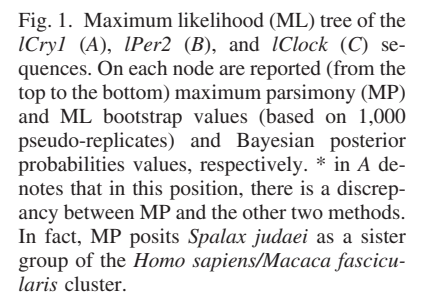 Fig. 1. Maximum likelihood (ML) tree of the
lCry1 (A), lPer2 (B), and lClock (C) se-
quences. On each node are reported (from the
top to the bottom) maximum parsimony (MP)
and ML bootstrap values (based on 1,000
pseudo-replicates) and Bayesian posterior
probabilities values, respectively. * in A de-
notes that in this position, there is a discrep-
ancy between MP and the other two methods.
In fact, MP posits Spalax judaei as a sister
group of the Homo sapiens/Macaca fascicu-
laris cluster.